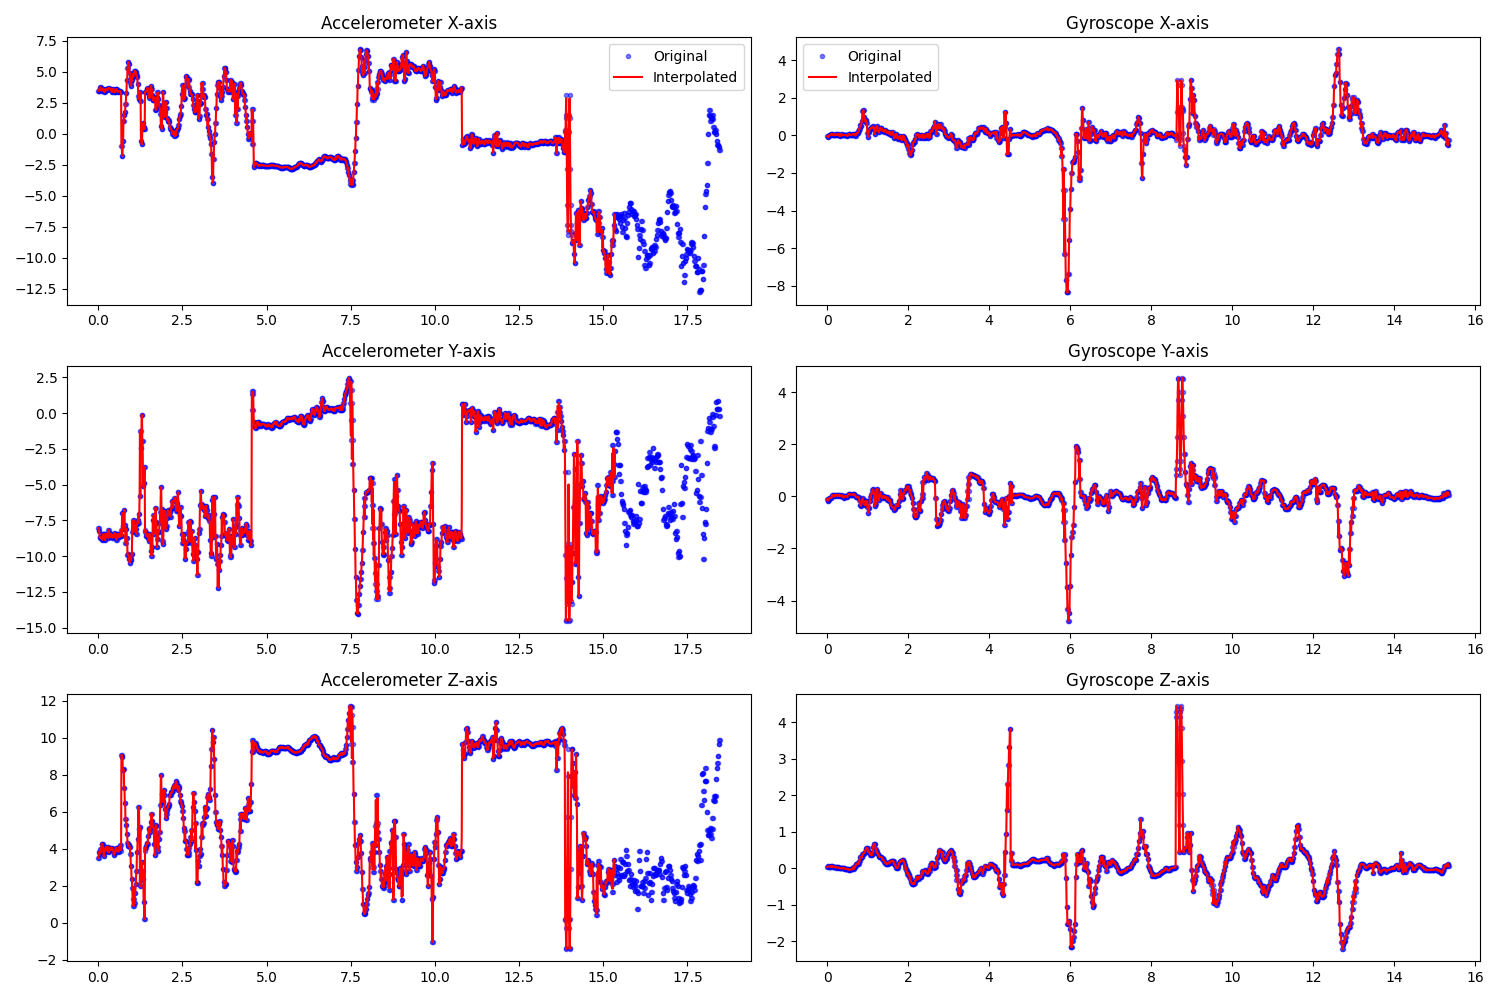 Accelerometer X-axis
7.5
5.0
2.5
0.0
−2.5
−5.0
−7.5
−10.0
−12.5
Original
Interpolated
0.0 2.5 5.0 7.5 10.0 12.5 15.0 17.5
Gyroscope X-axis
4
2
0
−2
−4
−6
−8
Original
Interpolated
0 2 4 6 8 10 12 14 16
Accelerometer Y-axis
2.5
0.0
−2.5
−5.0
−7.5
−10.0
−12.5
−15.0
0.0 2.5 5.0 7.5 10.0 12.5 15.0 17.5
Gyroscope Y-axis
4
2
0
−2
−4
0 2 4 6 8 10 12 14 16
Accelerometer Z-axis
12
10
8
6
4
2
0
−2
0.0 2.5 5.0 7.5 10.0 12.5 15.0 17.5
Gyroscope Z-axis
4
3
2
1
0
−1
−2
0 2 4 6 8 10 12 14 16